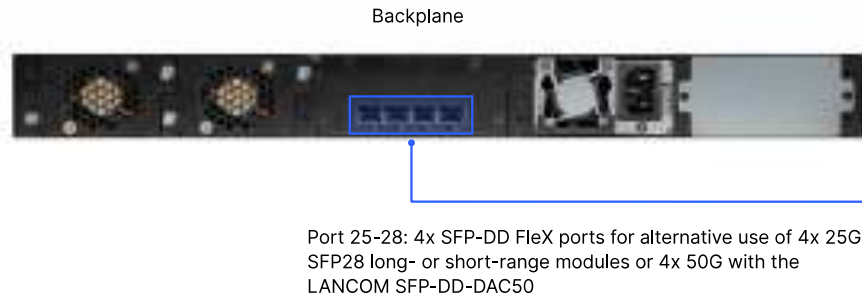 Backplane
Port 25-28: 4x SFP-DD FleX ports for alternative use of 4x 25G
SFP28 long- or short-range modules or 4x 50G with the
LANCOM SFP-DD-DAC50